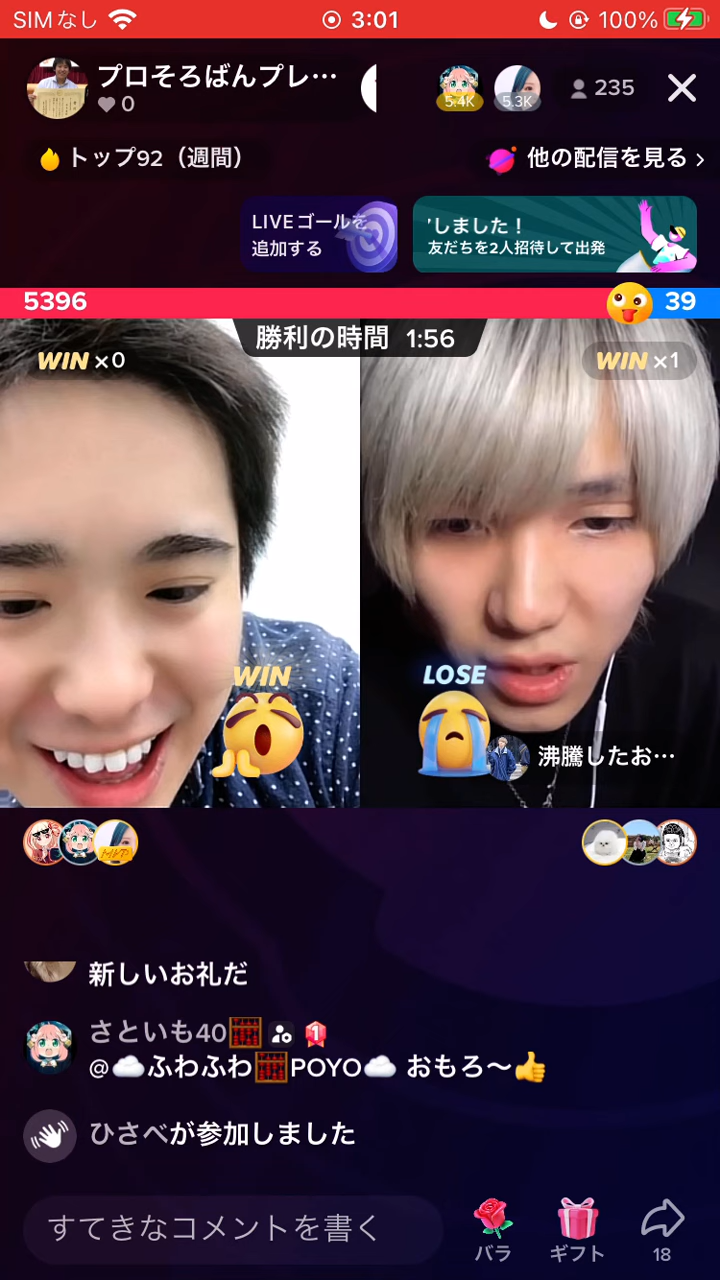 SIMなし 3:01 100%
プロそろばんプレ…
0
5.4K 5.3K 235
トップ92（週間） 他の配信を見る ›
LIVEゴールを
追加する
しました！
友だちを2人招待して出発
5396 39
勝利の時間 1:56
WIN ×0 WIN ×1
WIN LOSE
沸騰したお…
新しいお礼だ
さといも40🧮 1
@☁️ふわふわ🧮POYO☁️ おもろ〜👍
ひさべが参加しました
すてきなコメントを書く
バラ ギフト 18